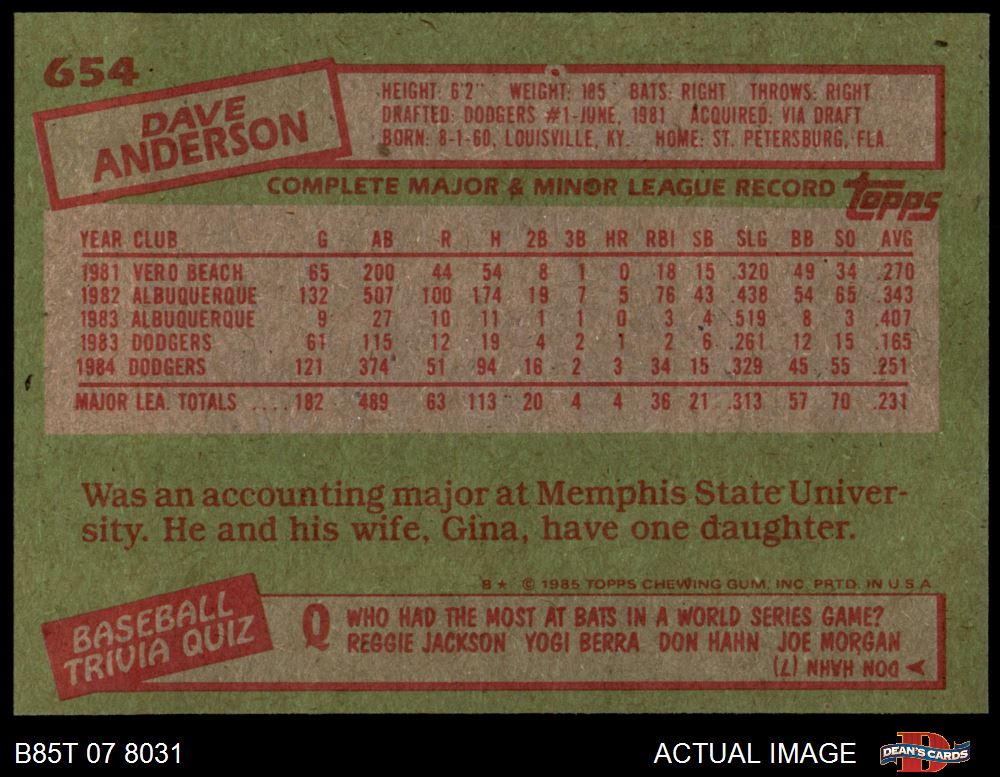 654
DAVE
ANDERSON
HEIGHT: 6'2" WEIGHT: 185 BATS: RIGHT THROWS: RIGHT
DRAFTED: DODGERS #1-JUNE, 1981 ACQUIRED: VIA DRAFT
BORN: 8-1-60, LOUISVILLE, KY. HOME: ST. PETERSBURG, FLA.
COMPLETE MAJOR & MINOR LEAGUE RECORD topps
YEAR CLUB G AB R H 2B 3B HR RBI SB SLG BB SO AVG
1981 VERO BEACH 65 200 44 54 8 1 0 18 15 .320 49 34 .270
1982 ALBUQUERQUE 132 507 100 174 19 7 5 76 43 .438 54 65 .343
1983 ALBUQUERQUE 9 27 10 11 1 1 0 3 4 .519 8 3 .407
1983 DODGERS 61 115 12 19 4 2 1 2 6 .261 12 15 .165
1984 DODGERS 121 374 51 94 16 2 3 34 15 .329 45 55 .251
MAJOR LEA. TOTALS ....182 489 63 113 20 4 4 36 21 .313 57 70 .231
Was an accounting major at Memphis State Univer-
sity. He and his wife, Gina, have one daughter.
B★ © 1985 TOPPS CHEWING GUM, INC. PRTD. IN U.S.A.
BASEBALL
TRIVIA QUIZ
Q WHO HAD THE MOST AT BATS IN A WORLD SERIES GAME?
REGGIE JACKSON YOGI BERRA DON HAHN JOE MORGAN
DON HAHN (7)
B85T 07 8031 ACTUAL IMAGE DEAN'S CARDS